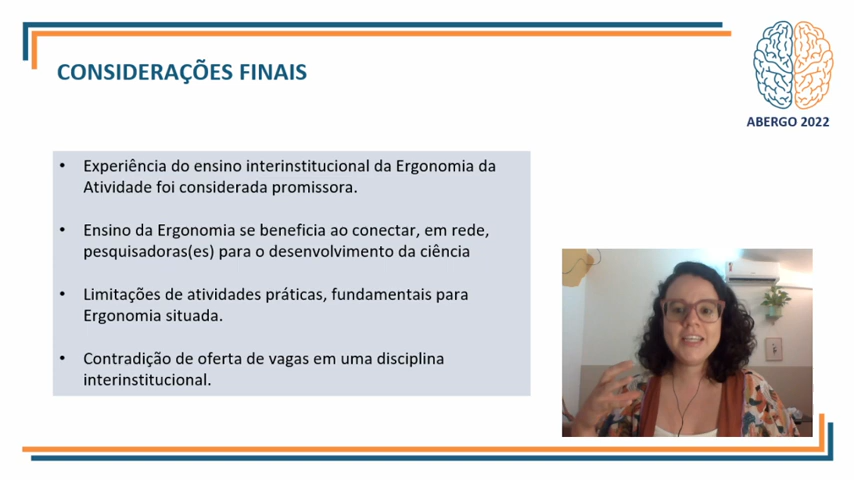 CONSIDERAÇÕES FINAIS
ABERGO 2022
• Experiência do ensino interinstitucional da Ergonomia da
Atividade foi considerada promissora.
• Ensino da Ergonomia se beneficia ao conectar, em rede,
pesquisadoras(es) para o desenvolvimento da ciência
• Limitações de atividades práticas, fundamentais para
Ergonomia situada.
• Contradição de oferta de vagas em uma disciplina
interinstitucional.